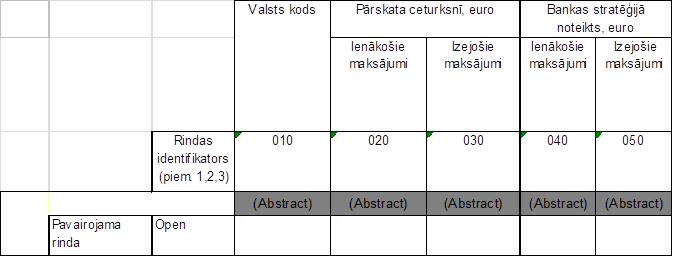 Valsts kods
Pārskata ceturksnī, euro
Bankas stratēģijā
noteikts, euro
Ienākošie
maksājumi
Izejošie
maksājumi
Ienākošie
maksājumi
Izejošie
maksājumi
Rindas
identifikators
(piem. 1,2,3)
010
020
030
040
050
(Abstract)
(Abstract)
(Abstract)
(Abstract)
(Abstract)
Pavairojama
rinda
Open